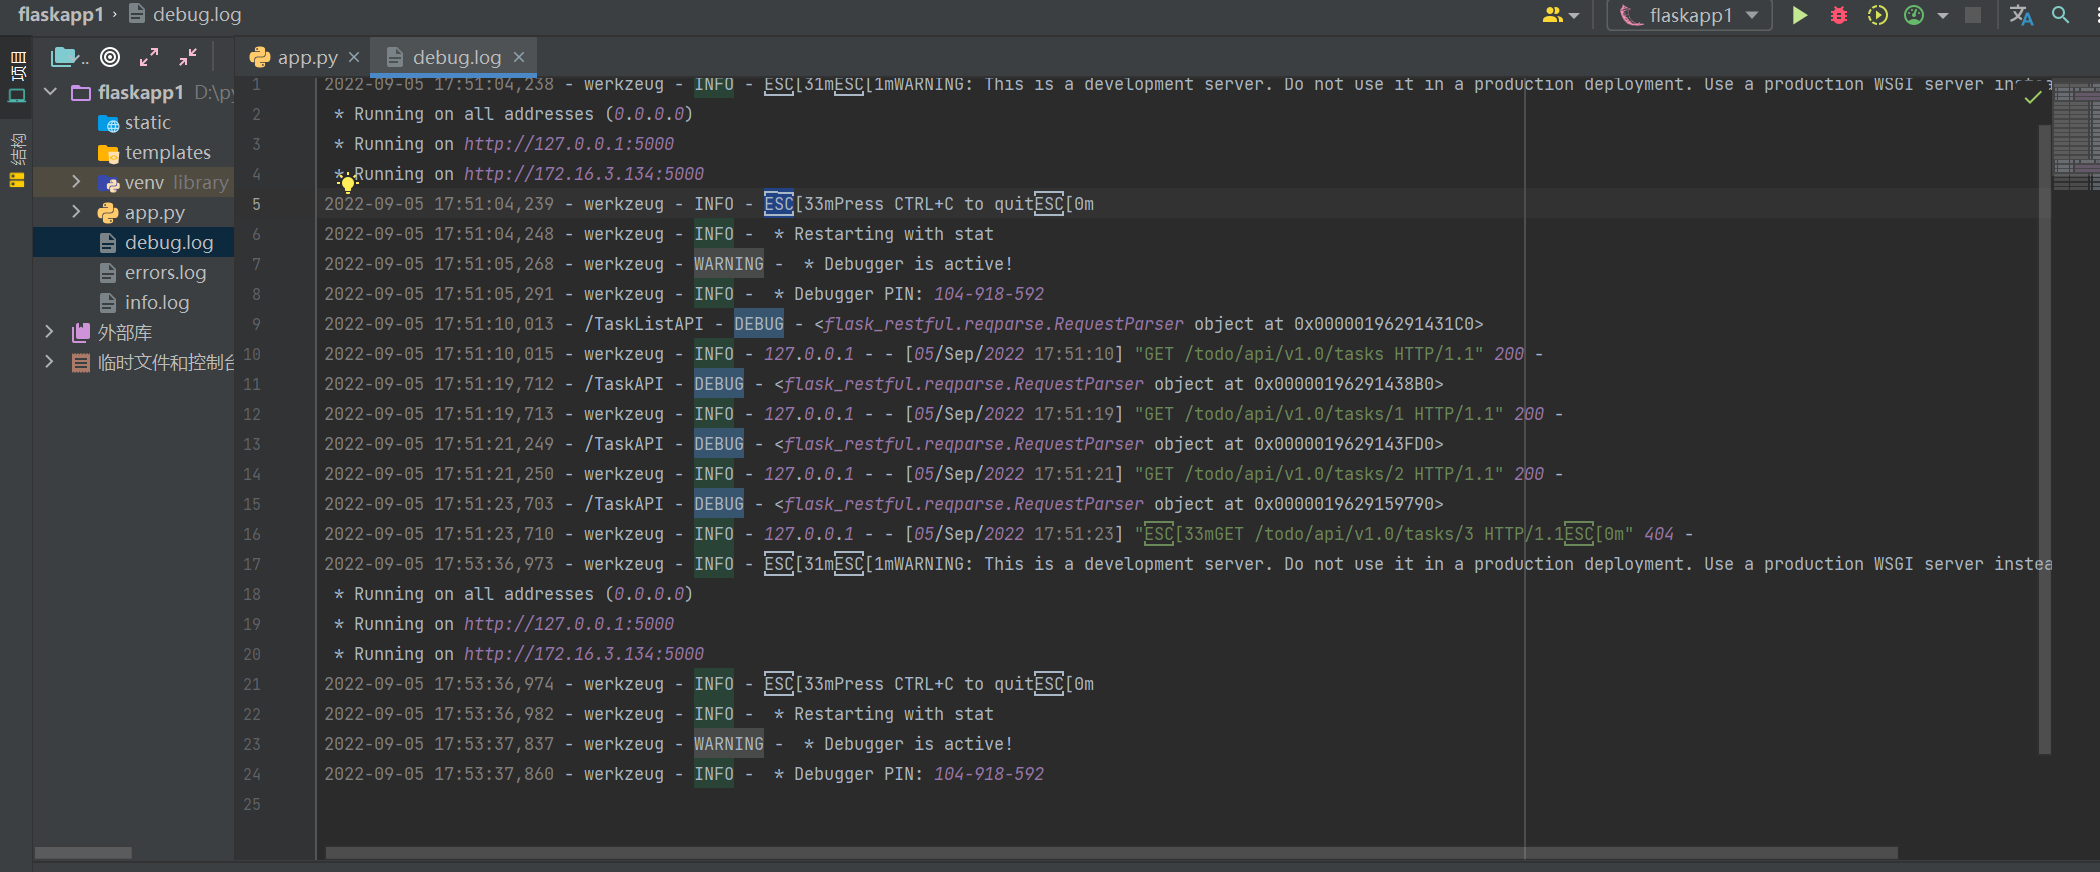 flaskapp1 › debug.log
flaskapp1
app.py
debug.log
项目
结构
flaskapp1 D:\py
static
templates
venv library
app.py
debug.log
errors.log
info.log
外部库
临时文件和控制台
1 2022-09-05 17:51:04,238 - werkzeug - INFO - ESC[31mESC[1mWARNING: This is a development server. Do not use it in a production deployment. Use a production WSGI server instea
2 * Running on all addresses (0.0.0.0)
3 * Running on http://127.0.0.1:5000
4 * Running on http://172.16.3.134:5000
5 2022-09-05 17:51:04,239 - werkzeug - INFO - ESC[33mPress CTRL+C to quitESC[0m
6 2022-09-05 17:51:04,248 - werkzeug - INFO -  * Restarting with stat
7 2022-09-05 17:51:05,268 - werkzeug - WARNING -  * Debugger is active!
8 2022-09-05 17:51:05,291 - werkzeug - INFO -  * Debugger PIN: 104-918-592
9 2022-09-05 17:51:10,013 - /TaskListAPI - DEBUG - <flask_restful.reqparse.RequestParser object at 0x00000196291431C0>
10 2022-09-05 17:51:10,015 - werkzeug - INFO - 127.0.0.1 - - [05/Sep/2022 17:51:10] "GET /todo/api/v1.0/tasks HTTP/1.1" 200 -
11 2022-09-05 17:51:19,712 - /TaskAPI - DEBUG - <flask_restful.reqparse.RequestParser object at 0x00000196291438B0>
12 2022-09-05 17:51:19,713 - werkzeug - INFO - 127.0.0.1 - - [05/Sep/2022 17:51:19] "GET /todo/api/v1.0/tasks/1 HTTP/1.1" 200 -
13 2022-09-05 17:51:21,249 - /TaskAPI - DEBUG - <flask_restful.reqparse.RequestParser object at 0x0000019629143FD0>
14 2022-09-05 17:51:21,250 - werkzeug - INFO - 127.0.0.1 - - [05/Sep/2022 17:51:21] "GET /todo/api/v1.0/tasks/2 HTTP/1.1" 200 -
15 2022-09-05 17:51:23,703 - /TaskAPI - DEBUG - <flask_restful.reqparse.RequestParser object at 0x0000019629159790>
16 2022-09-05 17:51:23,710 - werkzeug - INFO - 127.0.0.1 - - [05/Sep/2022 17:51:23] "ESC[33mGET /todo/api/v1.0/tasks/3 HTTP/1.1ESC[0m" 404 -
17 2022-09-05 17:53:36,973 - werkzeug - INFO - ESC[31mESC[1mWARNING: This is a development server. Do not use it in a production deployment. Use a production WSGI server instea
18 * Running on all addresses (0.0.0.0)
19 * Running on http://127.0.0.1:5000
20 * Running on http://172.16.3.134:5000
21 2022-09-05 17:53:36,974 - werkzeug - INFO - ESC[33mPress CTRL+C to quitESC[0m
22 2022-09-05 17:53:36,982 - werkzeug - INFO -  * Restarting with stat
23 2022-09-05 17:53:37,837 - werkzeug - WARNING -  * Debugger is active!
24 2022-09-05 17:53:37,860 - werkzeug - INFO -  * Debugger PIN: 104-918-592
25